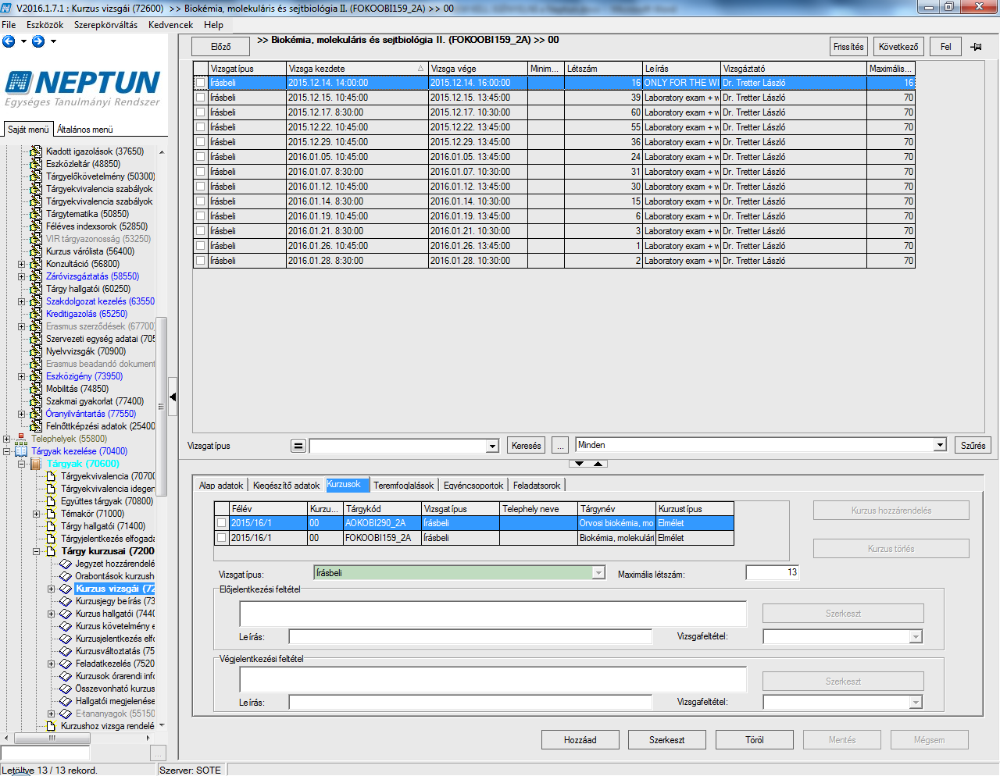 V2016.1.7.1 : Kurzus vizsgái (72600)  >> Biokémia, molekuláris és sejtbiológia II. (FOKOOBI159_2A) >> 00
File Eszközök Szerepkörváltás Kedvencek Help
Előző >> Biokémia, molekuláris és sejtbiológia II. (FOKOOBI159_2A) >> 00 Frissítés Következő Fel
NEPTUN
Egységes Tanulmányi Rendszer
Saját menü Általános menü
Kiadott igazolások (37650)
Eszközleltár (48850)
Tárgyelőkövetelmény (50300)
Tárgyekvivalencia szabályok
Tárgyekvivalencia szabályok
Tárgytematika (50850)
Féléves indexsorok (52850)
VIR tárgyazonosság (53250)
Kurzus várólista (56400)
Konzultáció (56800)
Záróvizsgáztatás (58550)
Tárgy hallgatói (60250)
Szakdolgozat kezelés (63550
Kreditigazolás (65250)
Erasmus szerződések (67700
Szervezeti egység adatai (705
Nyelvvizsgák (70900)
Erasmus beadandó dokument
Eszközigény (73950)
Mobilitás (74850)
Szakmai gyakorlat (77400)
Óranyilvántartás (77550)
Felnőttképzési adatok (25400
Telephelyek (55800)
Tárgyak kezelése (70400)
Tárgyak (70600)
Tárgyekvivalencia (70700
Tárgyekvivalencia idegen
Együttes tárgyak (70800)
Témakör (71000)
Tárgy hallgatói (71400)
Tárgyjelentkezés elfogada
Tárgy kurzusai (7200
Jegyzet hozzárendelé
Órabontások kurzush
Kurzus vizsgái (72
Kurzusjegy beírás (73
Kurzus hallgatói (7440
Kurzus követelmény e
Kurzusjelentkezés elfo
Kurzusváltoztatás (75
Feladatkezelés (7520
Kurzusok órarendi info
Összevonható kurzus
Hallgatói megjelenése
E-tananyagok (55150
Kurzushoz vizsga rendelé
Vizsgatípus Vizsga kezdete Vizsga vége Minim... Létszám Leírás Vizsgáztató Maximális...
Írásbeli 2015.12.14. 14:00:00 2015.12.14. 16:00:00 16 ONLY FOR THE WI Dr. Tretter László 16
Írásbeli 2015.12.15. 10:45:00 2015.12.15. 13:45:00 39 Laboratory exam + w Dr. Tretter László 70
Írásbeli 2015.12.17. 8:30:00 2015.12.17. 10:30:00 60 Laboratory exam + w Dr. Tretter László 70
Írásbeli 2015.12.22. 10:45:00 2015.12.22. 13:45:00 55 Laboratory exam + w Dr. Tretter László 70
Írásbeli 2015.12.29. 10:45:00 2015.12.29. 13:45:00 36 Laboratory exam + w Dr. Tretter László 70
Írásbeli 2016.01.05. 10:45:00 2016.01.05. 13:45:00 24 Laboratory exam + w Dr. Tretter László 70
Írásbeli 2016.01.07. 8:30:00 2016.01.07. 10:30:00 31 Laboratory exam + w Dr. Tretter László 70
Írásbeli 2016.01.12. 10:45:00 2016.01.12. 13:45:00 30 Laboratory exam + w Dr. Tretter László 70
Írásbeli 2016.01.14. 8:30:00 2016.01.14. 10:30:00 15 Laboratory exam + w Dr. Tretter László 70
Írásbeli 2016.01.19. 10:45:00 2016.01.19. 13:45:00 6 Laboratory exam + w Dr. Tretter László 70
Írásbeli 2016.01.21. 8:30:00 2016.01.21. 10:30:00 3 Laboratory exam + w Dr. Tretter László 70
Írásbeli 2016.01.26. 10:45:00 2016.01.26. 13:45:00 1 Laboratory exam + w Dr. Tretter László 70
Írásbeli 2016.01.28. 8:30:00 2016.01.28. 10:30:00 2 Laboratory exam + w Dr. Tretter László 70
Vizsgatípus = Keresés ... Minden Szűrés
Alap adatok Kiegészítő adatok Kurzusok Teremfoglalások Egyéncsoportok Feladatsorok
Félév Kurzu... Tárgykód Vizsgatípus Telephely neve Tárgynév Kurzustípus
2015/16/1 00 AOKOBI290_2A Írásbeli Orvosi biokémia, mo Elmélet
2015/16/1 00 FOKOOBI159_2A Írásbeli Biokémia, molekulári Elmélet
Kurzus hozzárendelés
Kurzus törlés
Vizsgatípus: Írásbeli Maximális létszám: 13
Előjelentkezési feltétel
Szerkeszt
Leírás: Vizsgafeltétel:
Végjelentkezési feltétel
Szerkeszt
Leírás: Vizsgafeltétel:
Hozzáad Szerkeszt Töröl Mentés Mégsem
...
Letöltve 13 / 13 rekord. Szerver: SOTE